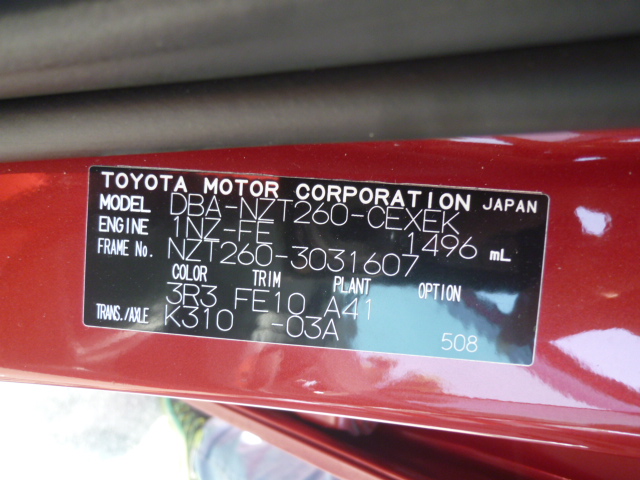 TOYOTA MOTOR CORPORATION JAPAN
MODEL DBA-NZT260-CEXEK
ENGINE 1NZ-FE 1496 mL
FRAME No. NZT260-3031607
COLOR TRIM PLANT OPTION
3R3 FE10 A41
TRANS./AXLE K310 -03A
508